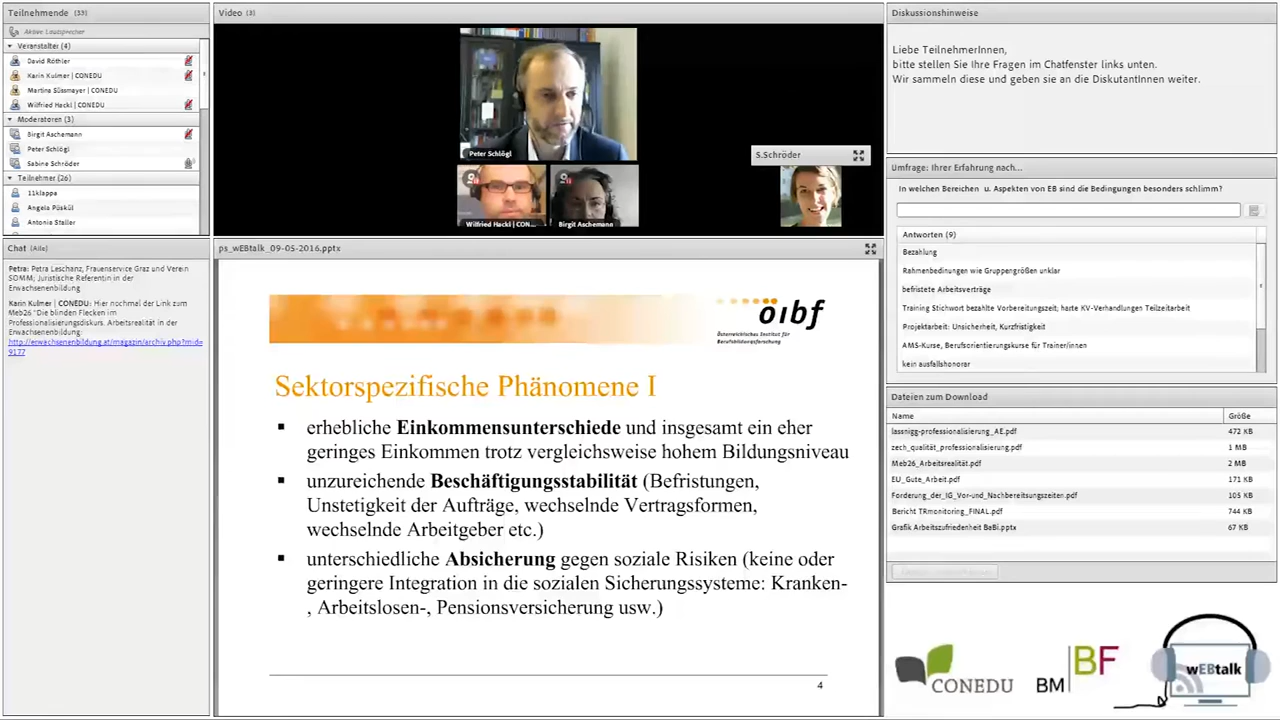 Teilnehmende (33)
Aktive Lautsprecher
Veranstalter (4)
David Röthler
Karin Kulmer | CONEDU
Martina Süssmayer | CONEDU
Wilfried Hackl | CONEDU
Moderatoren (3)
Birgit Aschemann
Peter Schlögl
Sabine Schröder
Teilnehmer (26)
11klappa
Angela Püskül
Antonia Staller
Chat (Alle)
Petra: Petra Leschanz, Frauenservice Graz und Verein
SOMM; Juristische Referentin in der
Erwachsenenbildung
Karin Kulmer | CONEDU: Hier nochmal der Link zum
Meb26 "Die blinden Flecken im
Professionalisierungsdiskurs. Arbeitsrealität in der
Erwachsenenbildung:
http://erwachsenenbildung.at/magazin/archiv.php?mid=
9177
Video (3)
Peter Schlögl
Wilfried Hackl | CON...
Birgit Aschemann
S.Schröder
ps_wEBtalk_09-05-2016.pptx
öibf
Österreichisches Institut für
Berufsbildungsforschung
Sektorspezifische Phänomene I
▪ erhebliche Einkommensunterschiede und insgesamt ein eher
geringes Einkommen trotz vergleichsweise hohem Bildungsniveau
▪ unzureichende Beschäftigungsstabilität (Befristungen,
Unstetigkeit der Aufträge, wechselnde Vertragsformen,
wechselnde Arbeitgeber etc.)
▪ unterschiedliche Absicherung gegen soziale Risiken (keine oder
geringere Integration in die sozialen Sicherungssysteme: Kranken-
, Arbeitslosen-, Pensionsversicherung usw.)
4
Diskussionshinweise
Liebe TeilnehmerInnen,
bitte stellen Sie Ihre Fragen im Chatfenster links unten.
Wir sammeln diese und geben sie an die DiskutantInnen weiter.
Umfrage: Ihrer Erfahrung nach...
In welchen Bereichen u. Aspekten von EB sind die Bedingungen besonders schlimm?
Antworten (9)
Bezahlung
Rahmenbedingungen wie Gruppengrößen unklar
befristete Arbeitsverträge
Training Stichwort bezahlte Vorbereitungszeit; harte KV-Verhandlungen Teilzeitarbeit
Projektarbeit: Unsicherheit, Kurzfristigkeit
AMS-Kurse, Berufsorientierungskurse für Trainer/innen
kein ausfallshonorar
Dateien zum Download
Name Größe
lassnigg-professionalisierung_AE.pdf 472 KB
zech_qualität_professionalisierung.pdf 1 MB
Meb26_Arbeitsrealität.pdf 2 MB
EU_Gute_Arbeit.pdf 171 KB
Forderung_der_IG_Vor-und_Nachbereitungszeiten.pdf 105 KB
Bericht TRmonitoring_FINAL.pdf 744 KB
Grafik Arbeitszufriedenheit BaBi.pptx 67 KB
CONEDU
BM BF
wEBtalk